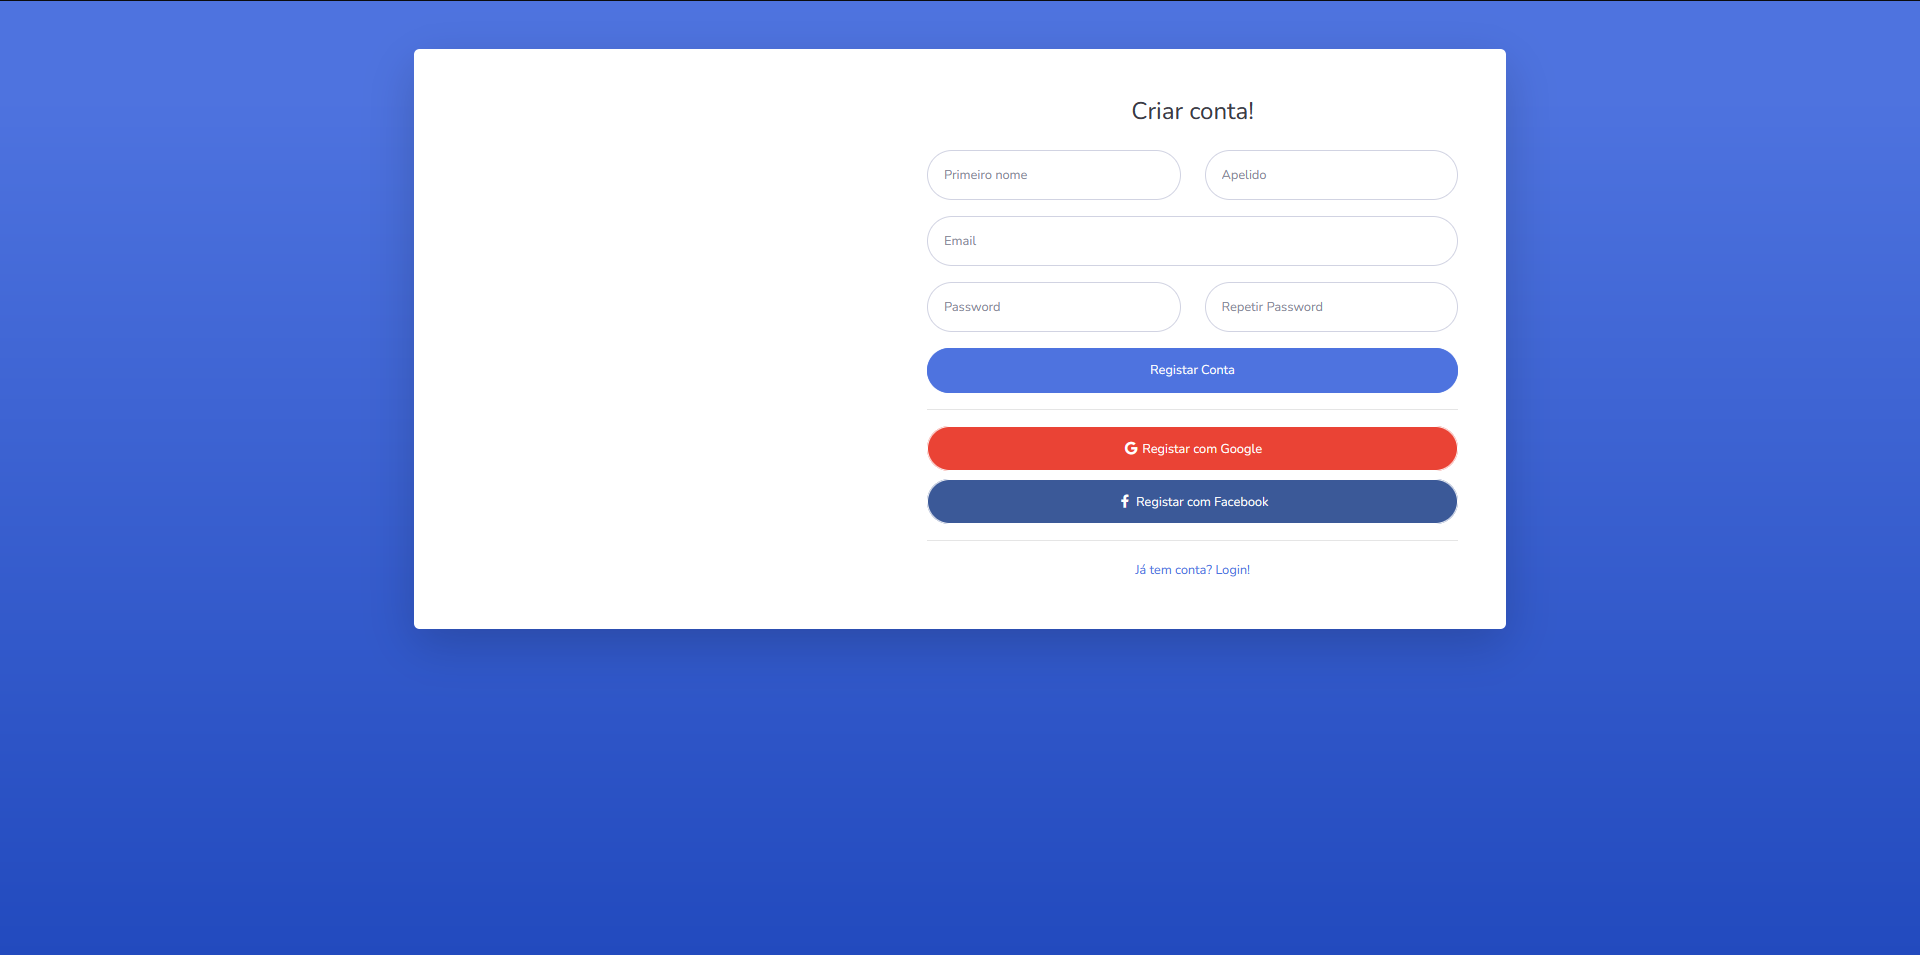 Criar conta!
Primeiro nome
Apelido
Email
Password
Repetir Password
Registar Conta
Registar com Google
Registar com Facebook
Já tem conta? Login!